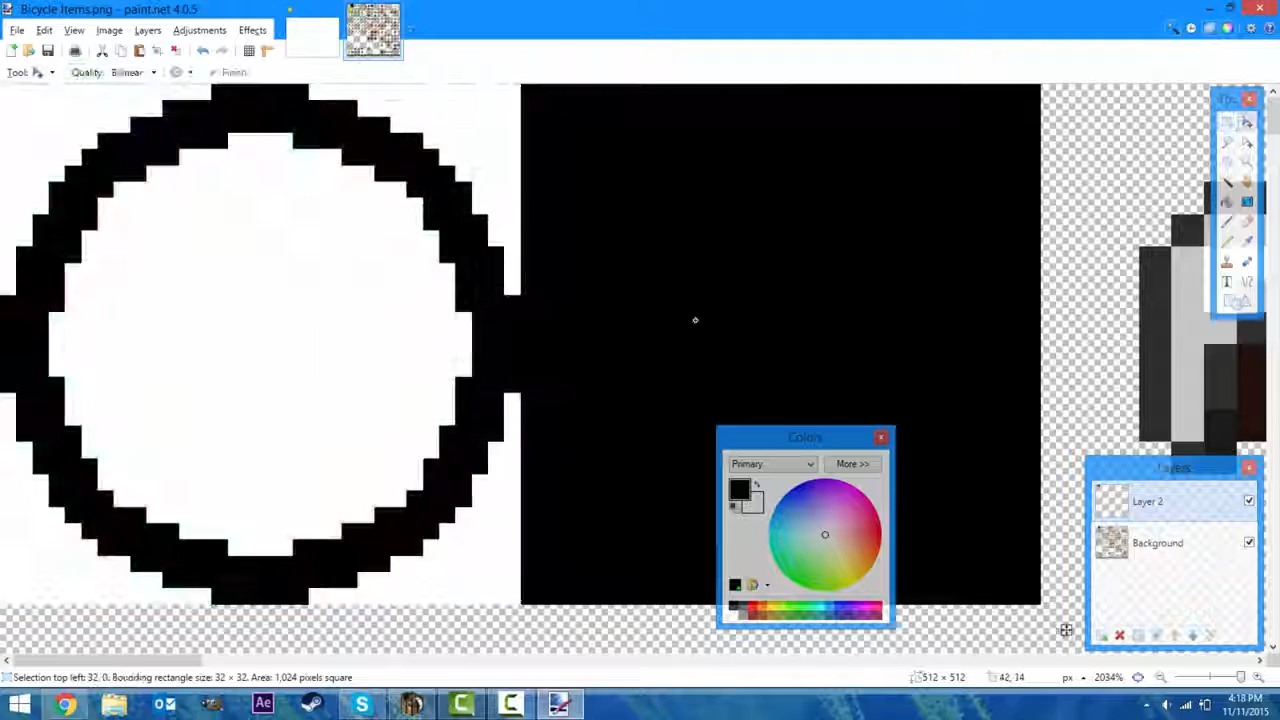 Bicycle Items.png - paint.net 4.0.5
File Edit View Image Layers Adjustments Effects
Tool: Quality: Bilinear Finish
Colors
Primary More >>
Layers
Layer 2
Background
Selection top left: 32, 0. Bounding rectangle size: 32 × 32. Area: 1,024 pixels square
512 × 512 42, 14 px 2034%
Ae
4:18 PM
11/11/2015